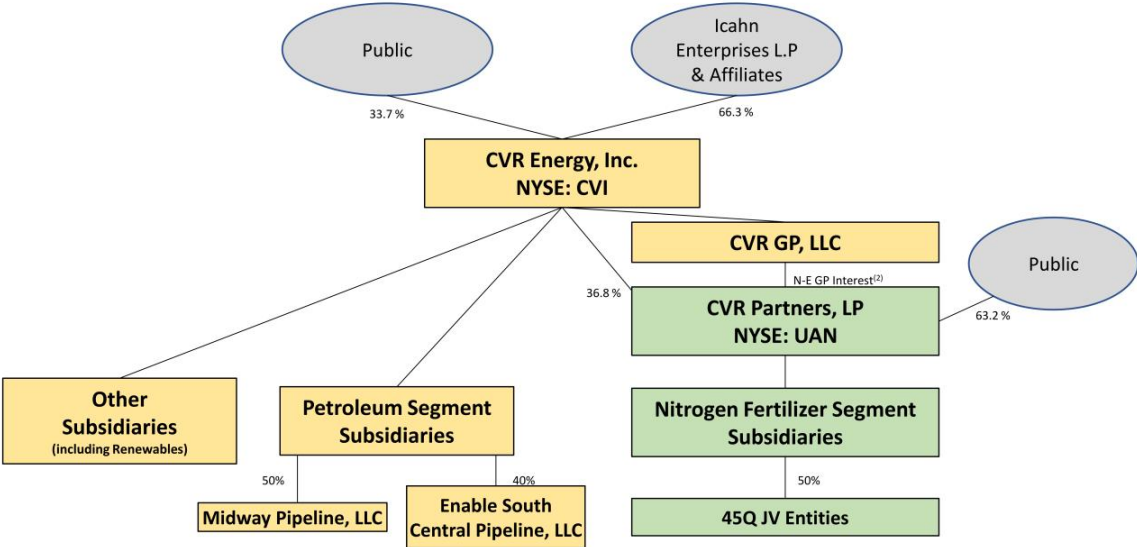 Public
Icahn
Enterprises L.P
& Affiliates
33.7 %
66.3 %
CVR Energy, Inc.
NYSE: CVI
CVR GP, LLC
Public
N-E GP Interest(2)
36.8 %
CVR Partners, LP
NYSE: UAN
63.2 %
Other
Subsidiaries
(including Renewables)
Petroleum Segment
Subsidiaries
Nitrogen Fertilizer Segment
Subsidiaries
50%
40%
50%
Midway Pipeline, LLC
Enable South
Central Pipeline, LLC
45Q JV Entities